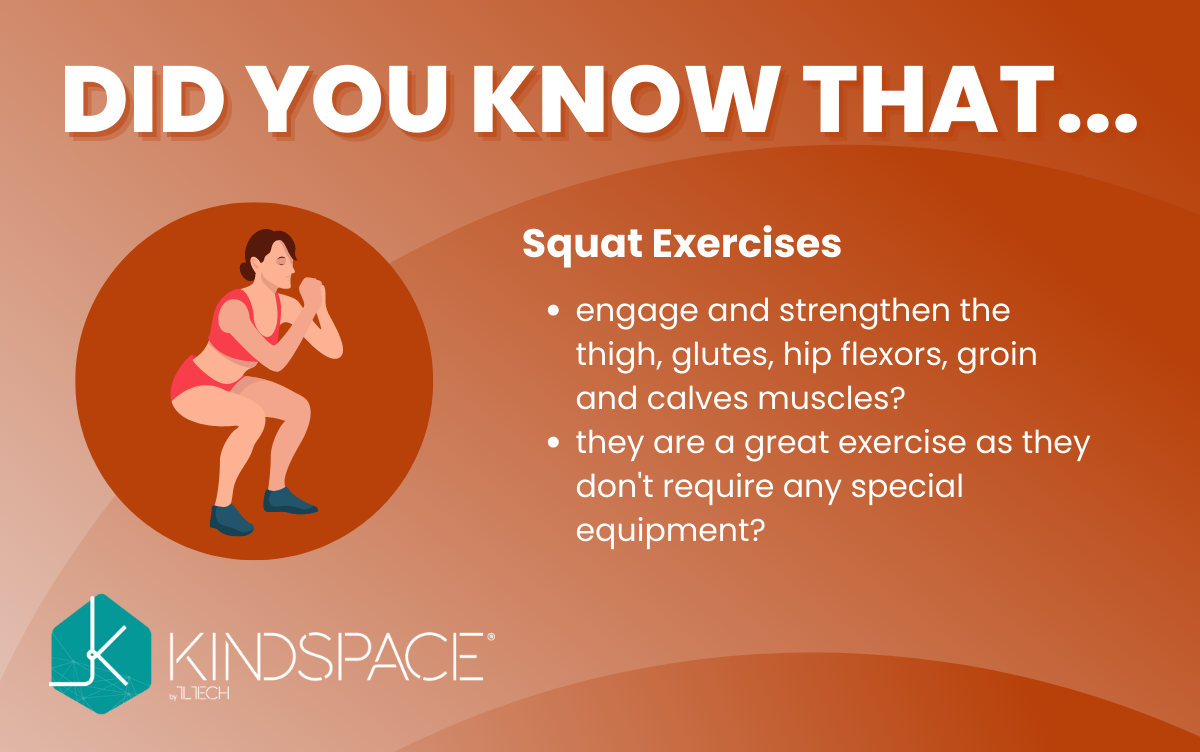 DID YOU KNOW THAT...
Squat Exercises
• engage and strengthen the
thigh, glutes, hip flexors, groin
and calves muscles?
• they are a great exercise as they
don't require any special
equipment?
KINDSPACE®
by TLTECH